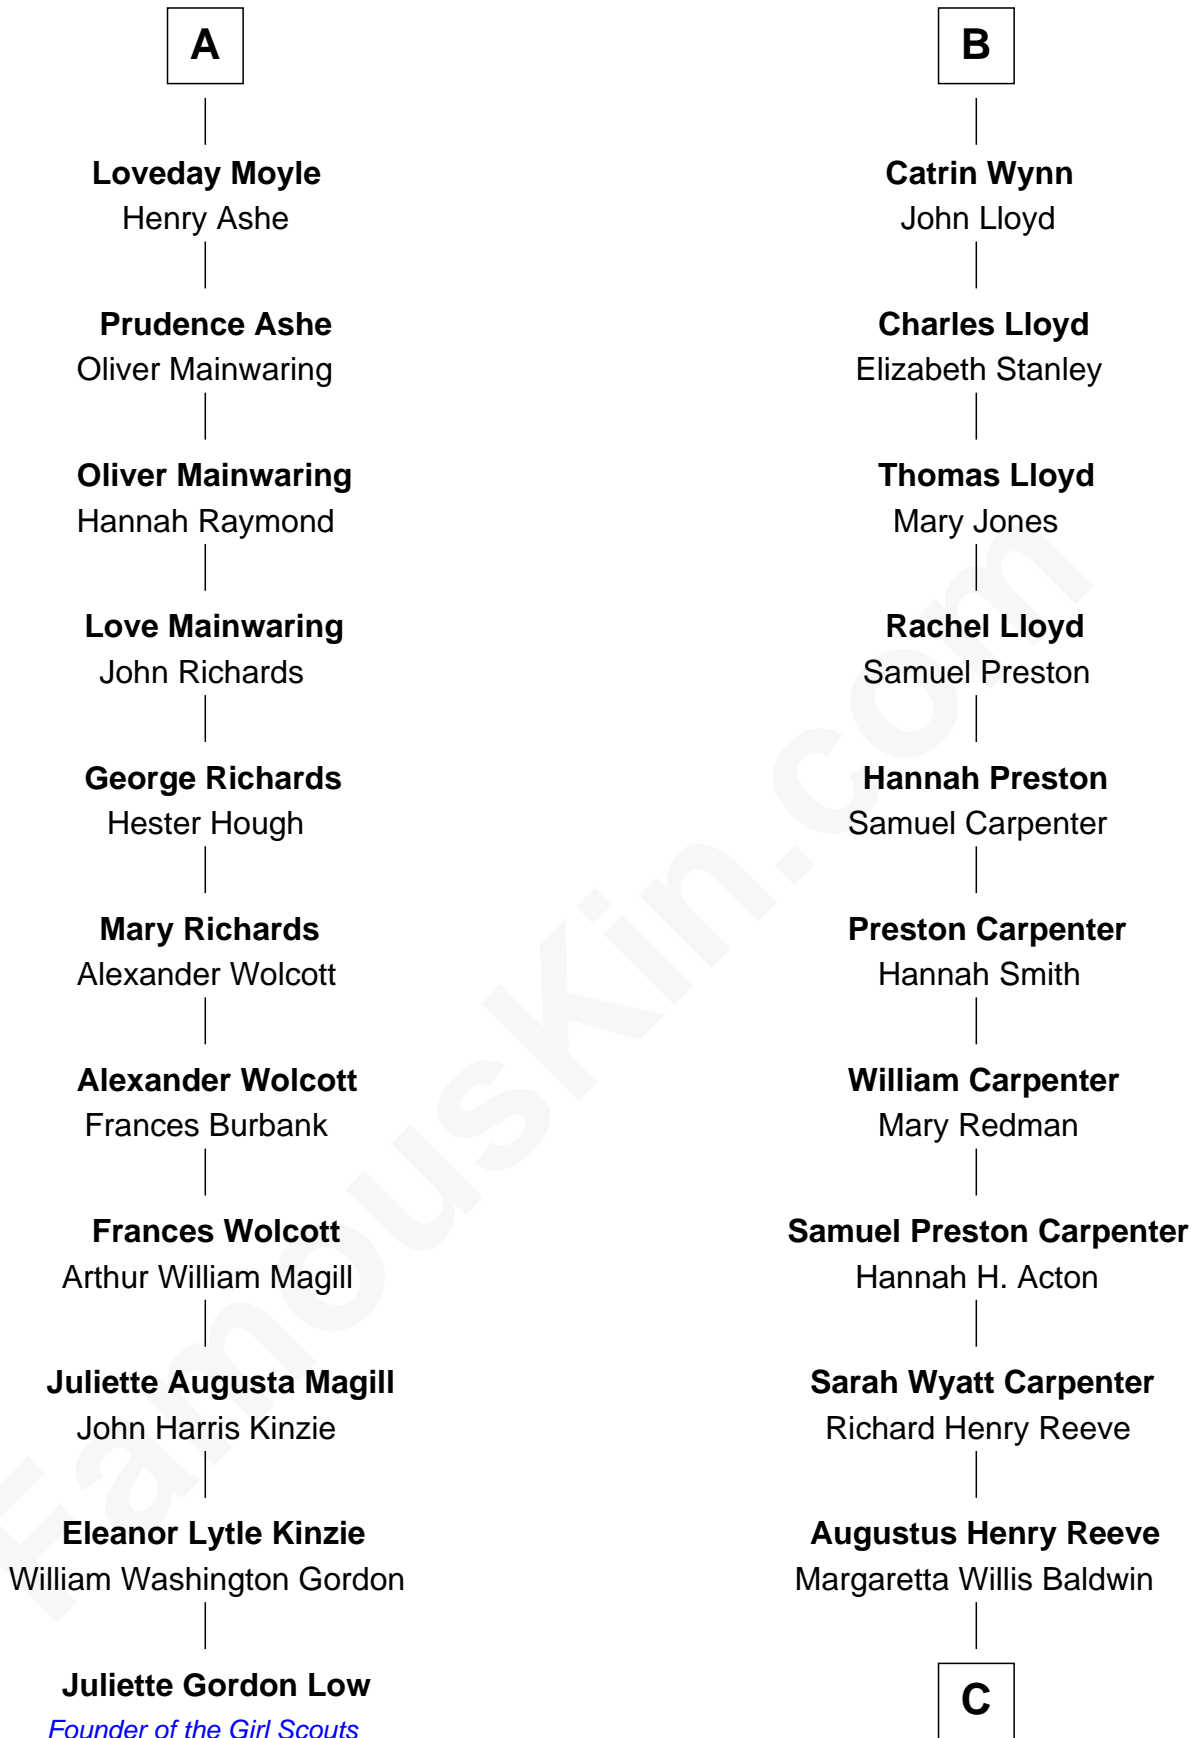 A
Loveday Moyle
Henry Ashe
Prudence Ashe
Oliver Mainwaring
Oliver Mainwaring
Hannah Raymond
Love Mainwaring
John Richards
George Richards
Hester Hough
Mary Richards
Alexander Wolcott
Alexander Wolcott
Frances Burbank
Frances Wolcott
Arthur William Magill
Juliette Augusta Magill
John Harris Kinzie
Eleanor Lytle Kinzie
William Washington Gordon
Juliette Gordon Low
Founder of the Girl Scouts
B
Catrin Wynn
John Lloyd
Charles Lloyd
Elizabeth Stanley
Thomas Lloyd
Mary Jones
Rachel Lloyd
Samuel Preston
Hannah Preston
Samuel Carpenter
Preston Carpenter
Hannah Smith
William Carpenter
Mary Redman
Samuel Preston Carpenter
Hannah H. Acton
Sarah Wyatt Carpenter
Richard Henry Reeve
Augustus Henry Reeve
Margaretta Willis Baldwin
C
FamousKin.com